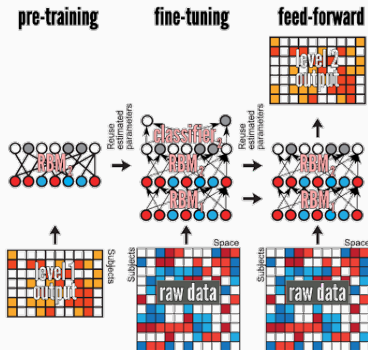 pre-training
fine-tuning
feed-forward
level 2
output
Reuse
estimated
parameters
classifier
Reuse
estimated
parameters
RBM
RBM
RBM
RBM
RBM
level 1
output
Subjects
Space
Subjects
raw data
Space
Subjects
raw data